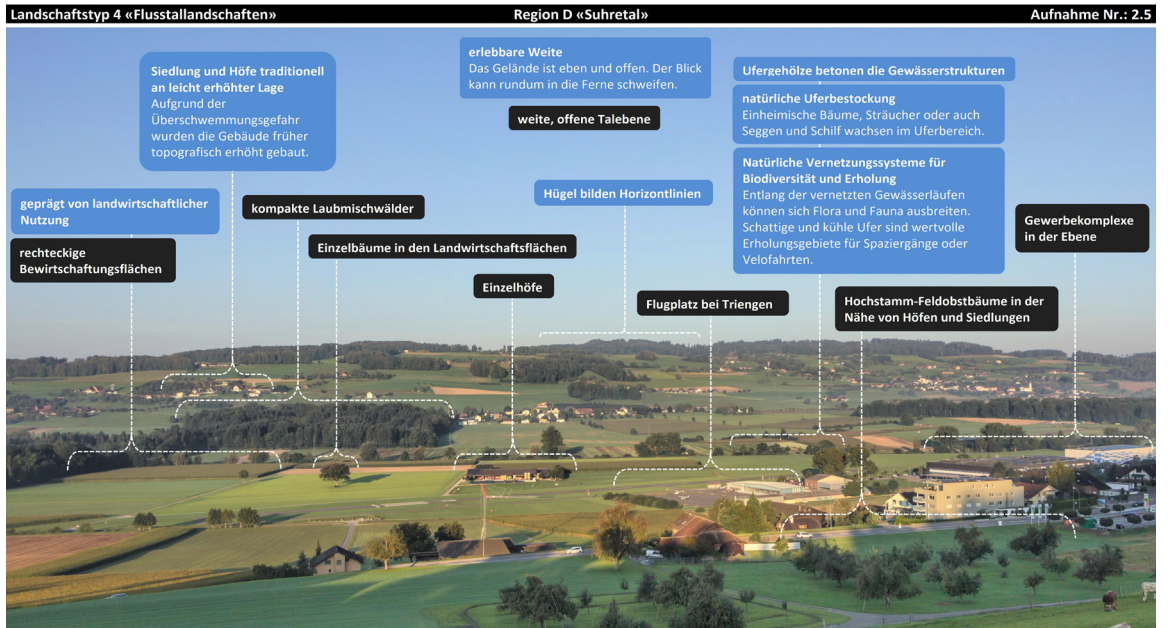 Landschaftstyp 4 «Flusstallandschaften»
Region D «Suhretal»
Aufnahme Nr.: 2.5
Siedlung und Höfe traditionell
an leicht erhöhter Lage
Aufgrund der
Überschwemmungsgefahr
wurden die Gebäude früher
topografisch erhöht gebaut.
erlebbare Weite
Das Gelände ist eben und offen. Der Blick
kann rundum in die Ferne schweifen.
weite, offene Talebene
Ufergehölze betonen die Gewässerstrukturen
natürliche Uferbestockung
Einheimische Bäume, Sträucher oder auch
Seggen und Schilf wachsen im Uferbereich.
Natürliche Vernetzungssysteme für
Biodiversität und Erholung
Entlang der vernetzten Gewässerläufen
können sich Flora und Fauna ausbreiten.
Schattige und kühle Ufer sind wertvolle
Erholungsgebiete für Spaziergänge oder
Velofahrten.
geprägt von landwirtschaftlicher
Nutzung
rechteckige
Bewirtschaftungsflächen
kompakte Laubmischwälder
Einzelbäume in den Landwirtschaftsflächen
Einzelhöfe
Hügel bilden Horizontlinien
Flugplatz bei Triengen
Hochstamm-Feldobstbäume in der
Nähe von Höfen und Siedlungen
Gewerbekomplexe
in der Ebene